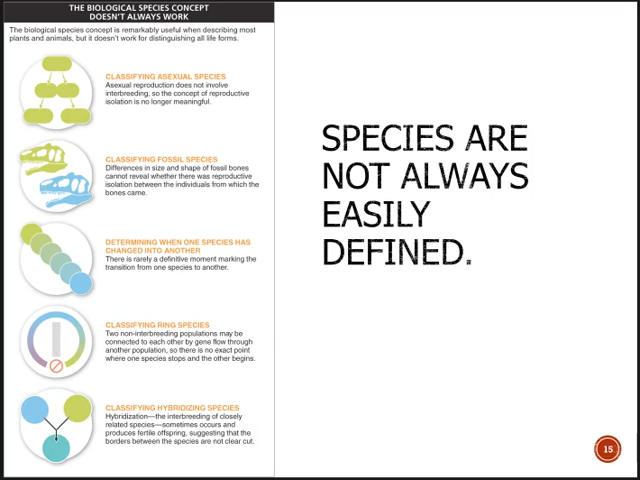 THE BIOLOGICAL SPECIES CONCEPT
DOESN'T ALWAYS WORK
The biological species concept is remarkably useful when describing most
plants and animals, but it doesn't work for distinguishing all life forms.
CLASSIFYING ASEXUAL SPECIES
Asexual reproduction does not involve
interbreeding, so the concept of reproductive
isolation is no longer meaningful.
CLASSIFYING FOSSIL SPECIES
Differences in size and shape of fossil bones
cannot reveal whether there was reproductive
isolation between the individuals from which the
bones came.
DETERMINING WHEN ONE SPECIES HAS
CHANGED INTO ANOTHER
There is rarely a definitive moment marking the
transition from one species to another.
CLASSIFYING RING SPECIES
Two non-interbreeding populations may be
connected to each other by gene flow through
another population, so there is no exact point
where one species stops and the other begins.
CLASSIFYING HYBRIDIZING SPECIES
Hybridization—the interbreeding of closely
related species—sometimes occurs and
produces fertile offspring, suggesting that the
borders between the species are not clear cut.
SPECIES ARE
NOT ALWAYS
EASILY
DEFINED.
15